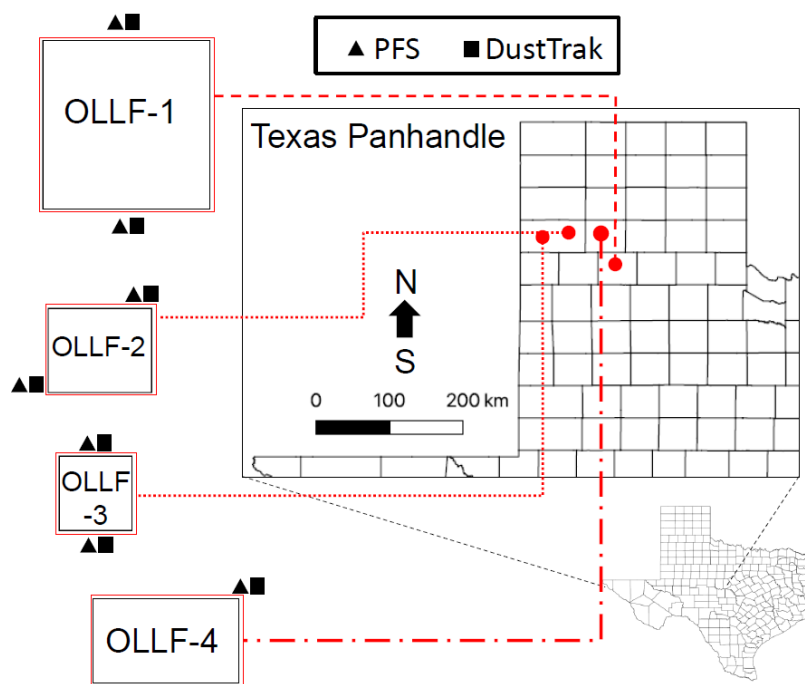 ▲ PFS ■ DustTrak
OLLF-1
Texas Panhandle
OLLF-2
N
S
0 100 200 km
OLLF
-3
OLLF-4